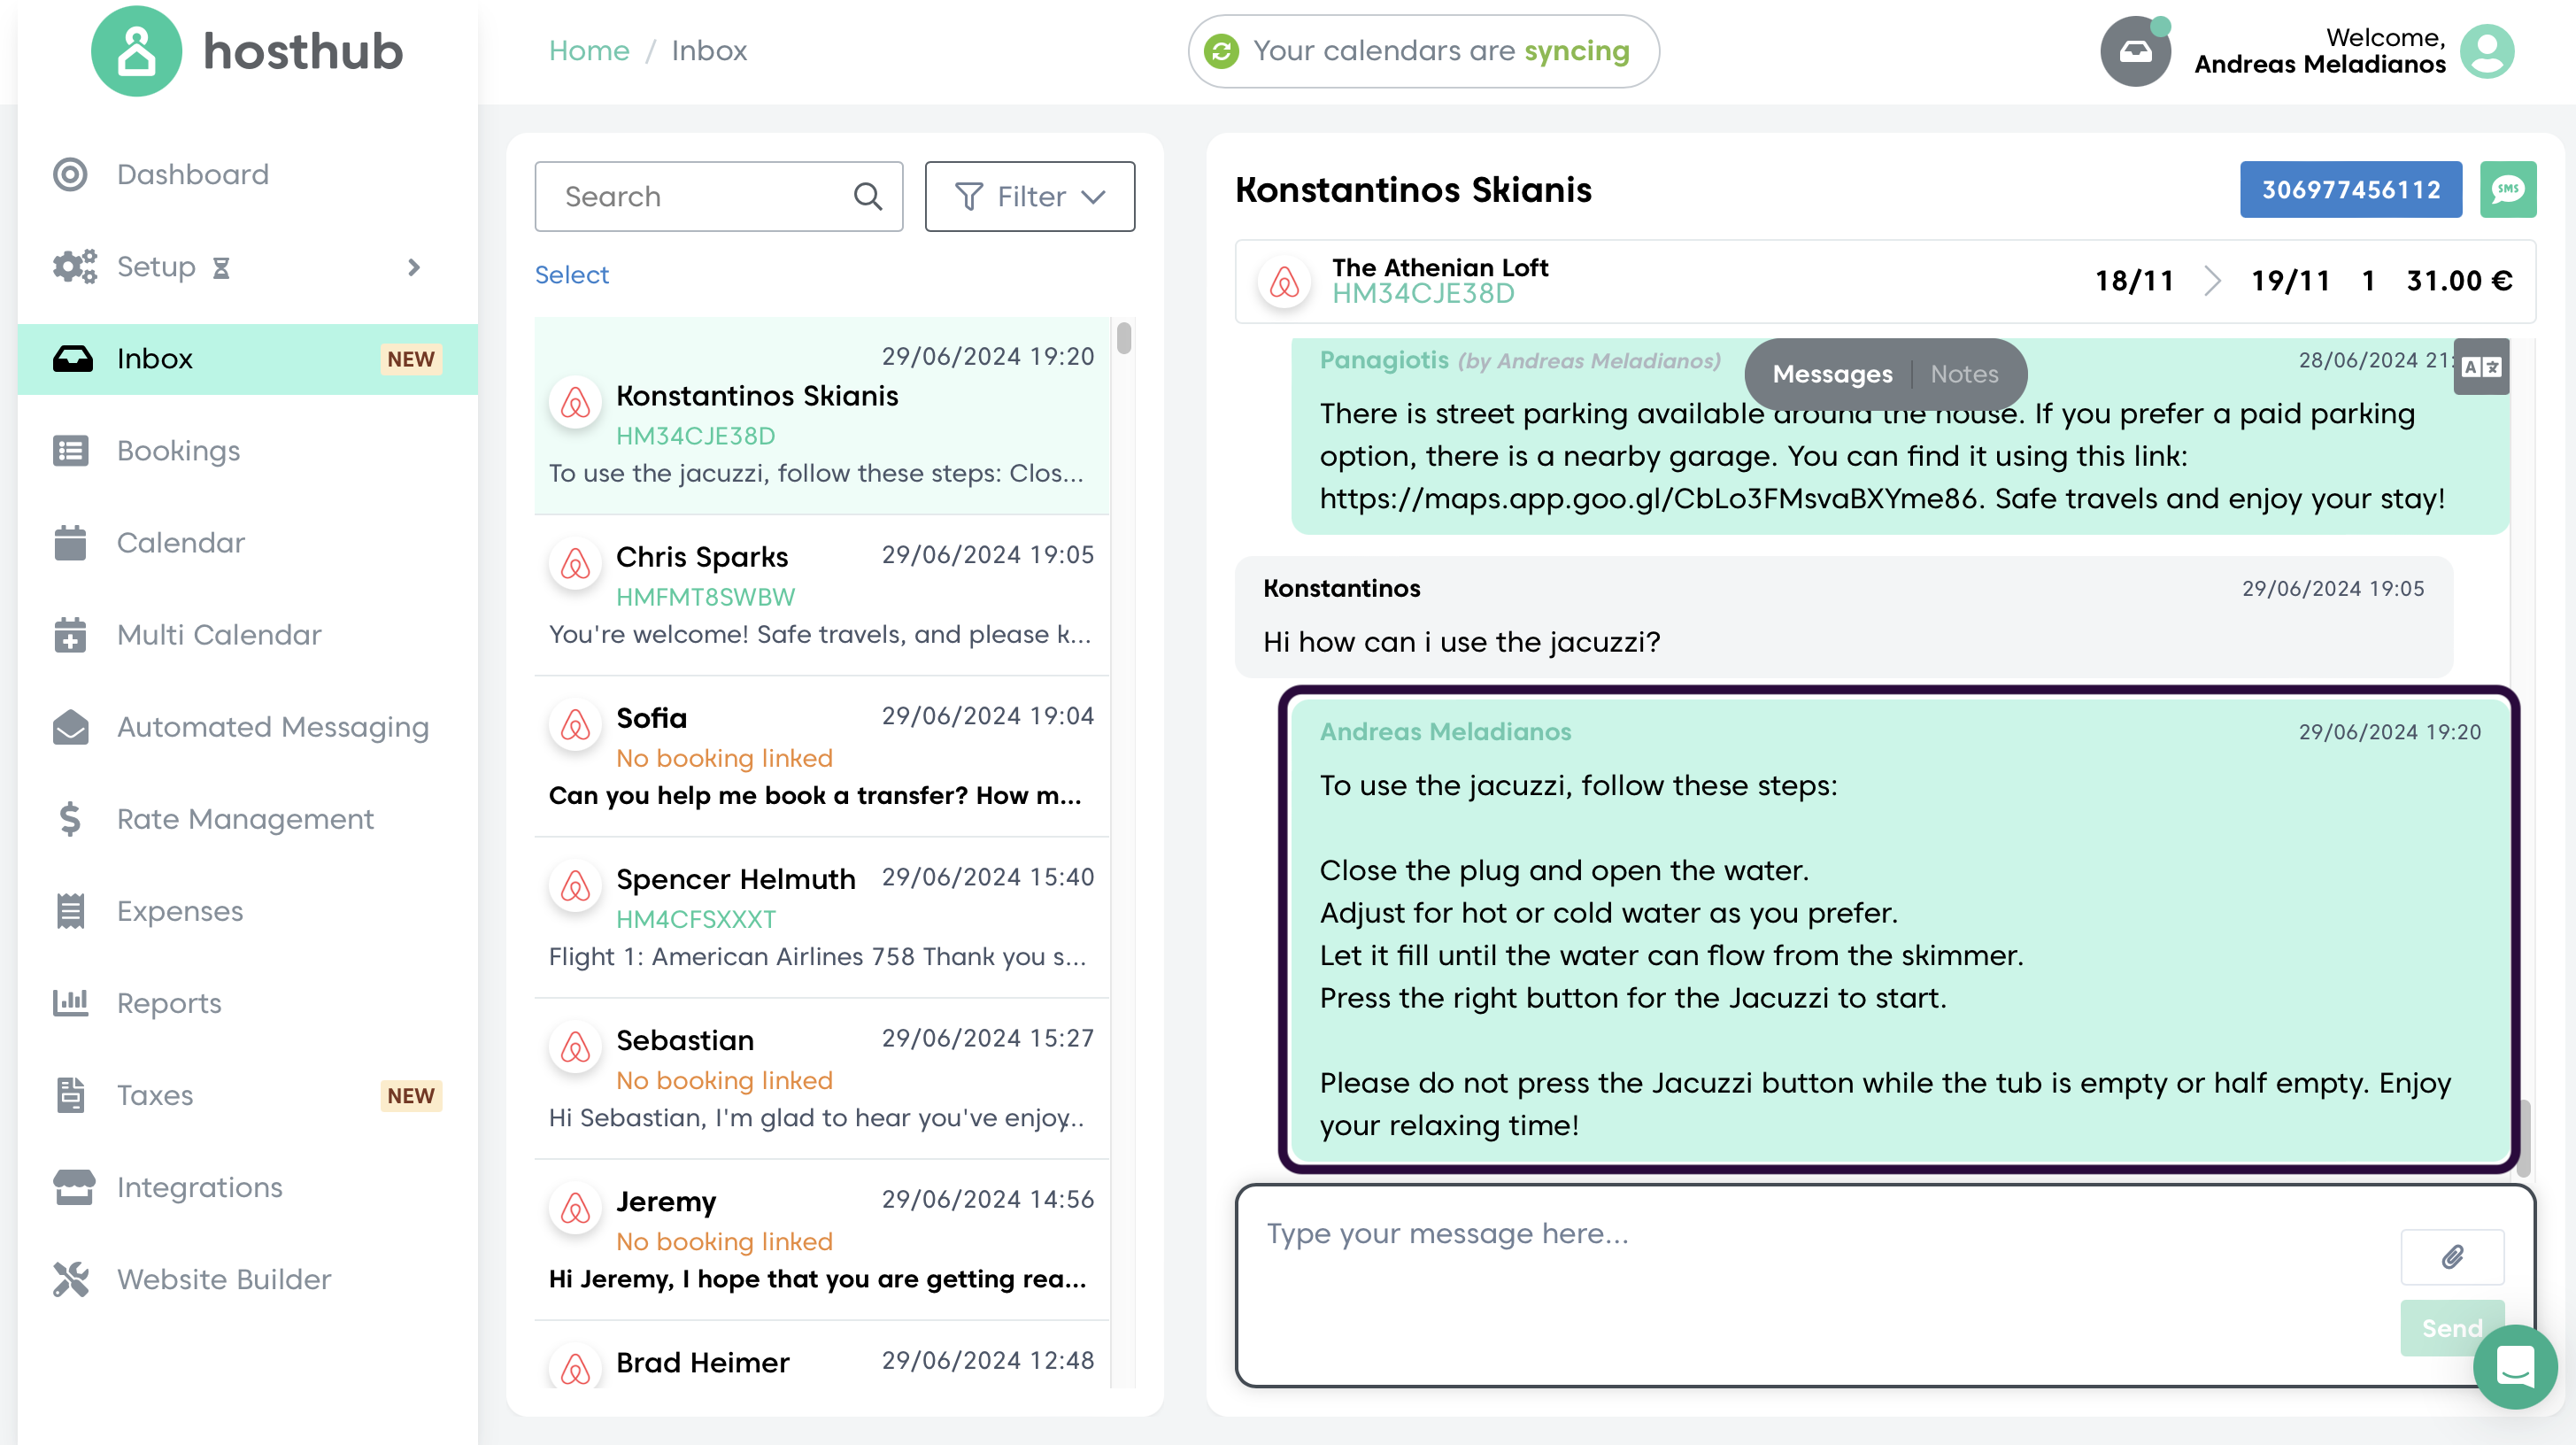 hosthub
Home / Inbox
Your calendars are syncing
Welcome,
Andreas Meladianos
Dashboard
Setup
Inbox NEW
Bookings
Calendar
Multi Calendar
Automated Messaging
Rate Management
Expenses
Reports
Taxes NEW
Integrations
Website Builder
Search
Filter
Select
29/06/2024 19:20
Konstantinos Skianis
HM34CJE38D
To use the jacuzzi, follow these steps: Clos...
Chris Sparks 29/06/2024 19:05
HMFMT8SWBW
You're welcome! Safe travels, and please k...
Sofia 29/06/2024 19:04
No booking linked
Can you help me book a transfer? How m...
Spencer Helmuth 29/06/2024 15:40
HM4CFSXXXT
Flight 1: American Airlines 758 Thank you s...
Sebastian 29/06/2024 15:27
No booking linked
Hi Sebastian, I'm glad to hear you've enjoy..
Jeremy 29/06/2024 14:56
No booking linked
Hi Jeremy, I hope that you are getting rea...
Brad Heimer 29/06/2024 12:48
Konstantinos Skianis 306977456112 SMS
The Athenian Loft
HM34CJE38D
18/11 19/11 1 31.00 €
Messages Notes
Panagiotis (by Andreas Meladianos) 28/06/2024 21:
A 文
There is street parking available around the house. If you prefer a paid parking
option, there is a nearby garage. You can find it using this link:
https://maps.app.goo.gl/CbLo3FMsvaBXYme86. Safe travels and enjoy your stay!
Konstantinos 29/06/2024 19:05
Hi how can i use the jacuzzi?
Andreas Meladianos 29/06/2024 19:20
To use the jacuzzi, follow these steps:
Close the plug and open the water.
Adjust for hot or cold water as you prefer.
Let it fill until the water can flow from the skimmer.
Press the right button for the Jacuzzi to start.
Please do not press the Jacuzzi button while the tub is empty or half empty. Enjoy
your relaxing time!
Type your message here...
Send